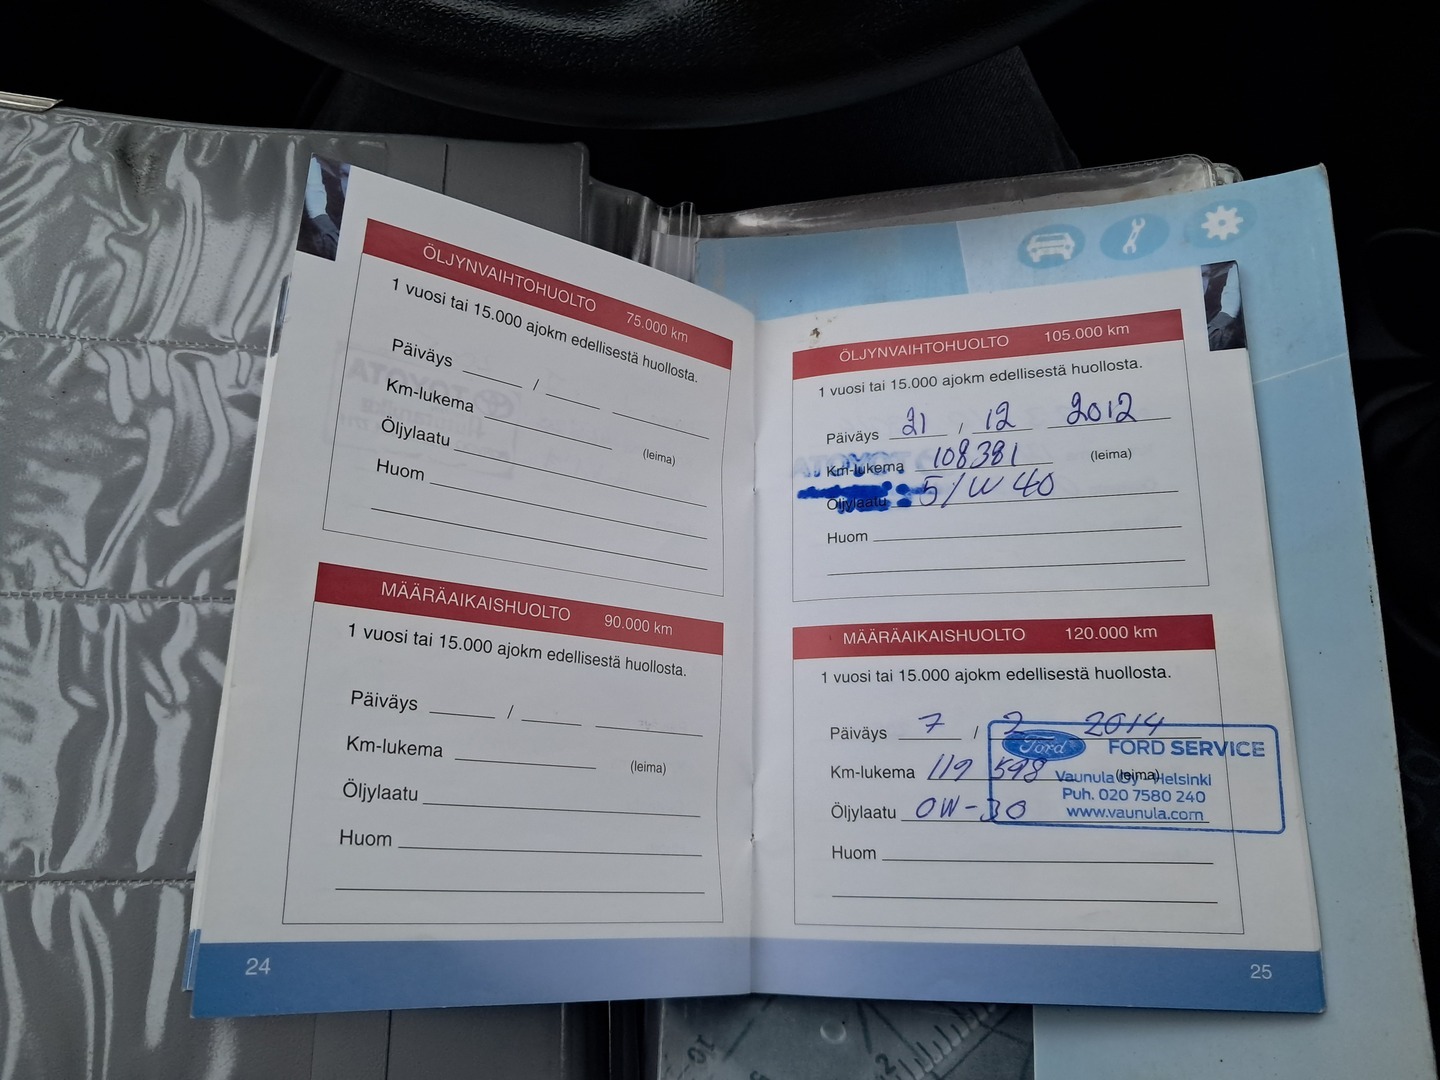 ÖLJYNVAIHTOHUOLTO 75.000 km
1 vuosi tai 15.000 ajokm edellisestä huollosta.
Päiväys /
Km-lukema
(leima)
Öljylaatu
Huom
MÄÄRÄAIKAISHUOLTO 90.000 km
1 vuosi tai 15.000 ajokm edellisestä huollosta.
Päiväys /
Km-lukema
(leima)
Öljylaatu
Huom
24
ÖLJYNVAIHTOHUOLTO 105.000 km
1 vuosi tai 15.000 ajokm edellisestä huollosta.
Päiväys 21 / 12 2012
Km-lukema 108381 (leima)
Öljylaatu 5/W 40
Huom
MÄÄRÄAIKAISHUOLTO 120.000 km
1 vuosi tai 15.000 ajokm edellisestä huollosta.
Päiväys 7 / 2 2014
Ford FORD SERVICE
Km-lukema 119 598 (leima)
Vaunula Oy Helsinki
Puh. 020 7580 240
Öljylaatu 0W-30
www.vaunula.com
Huom
25